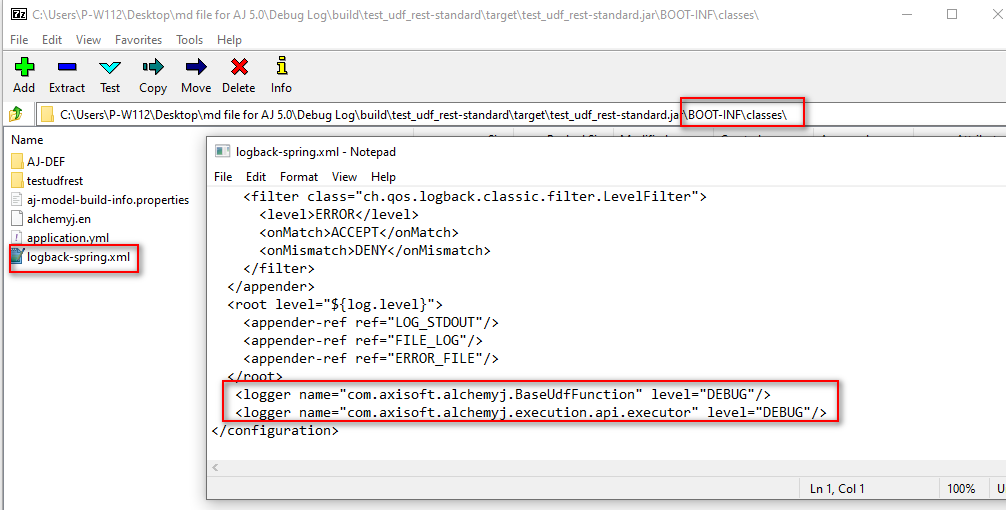 C:\Users\P-W112\Desktop\md file for AJ 5.0\Debug Log\build\test_udf_rest-standard\target\test_udf_rest-standard.jar\BOOT-INF\classes\
File Edit View Favorites Tools Help
Add Extract Test Copy Move Delete Info
C:\Users\P-W112\Desktop\md file for AJ 5.0\Debug Log\build\test_udf_rest-standard\target\test_udf_rest-standard.jar\BOOT-INF\classes\
Name
AJ-DEF
testudfrest
aj-model-build-info.properties
alchemyj.en
application.yml
logback-spring.xml
logback-spring.xml - Notepad
File Edit Format View Help
<filter class="ch.qos.logback.classic.filter.LevelFilter">
<level>ERROR</level>
<onMatch>ACCEPT</onMatch>
<onMismatch>DENY</onMismatch>
</filter>
</appender>
<root level="${log.level}">
<appender-ref ref="LOG_STDOUT"/>
<appender-ref ref="FILE_LOG"/>
<appender-ref ref="ERROR_FILE"/>
</root>
<logger name="com.axisoft.alchemyj.BaseUdfFunction" level="DEBUG"/>
<logger name="com.axisoft.alchemyj.execution.api.executor" level="DEBUG"/>
</configuration>
Ln 1, Col 1 100% U